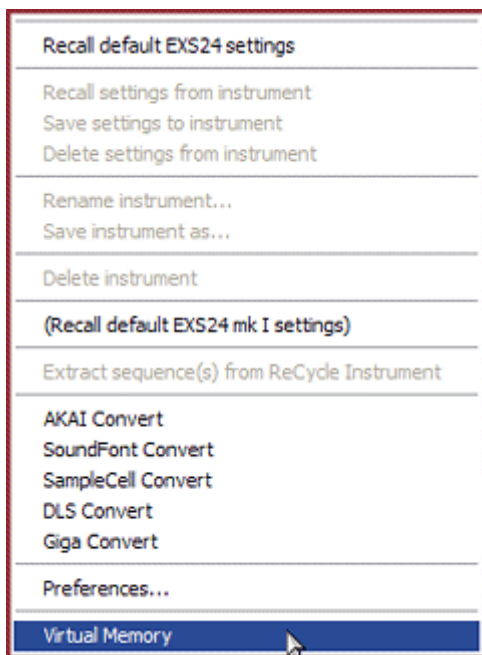 Recall default EXS24 settings
Recall settings from instrument
Save settings to instrument
Delete settings from instrument
Rename instrument...
Save instrument as...
Delete instrument
(Recall default EXS24 mk I settings)
Extract sequence(s) from ReCycle Instrument
AKAI Convert
SoundFont Convert
SampleCell Convert
DLS Convert
Giga Convert
Preferences...
Virtual Memory